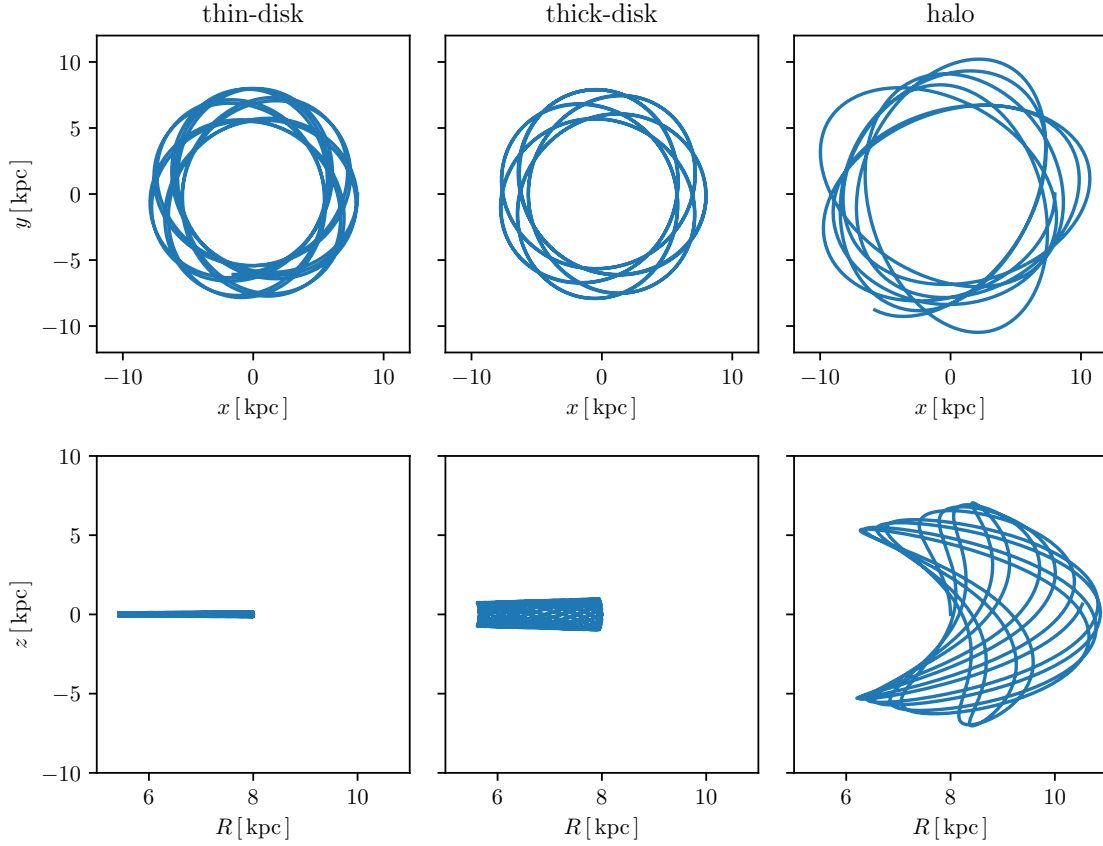 thin-disk thick-disk halo
10
5
0
−5
−10
y [ kpc]
−10 0 10 −10 0 10 −10 0 10
x [ kpc] x [ kpc] x [ kpc]
10
5
0
−5
−10
z [ kpc]
6 8 10 6 8 10 6 8 10
R [ kpc] R [ kpc] R [ kpc]